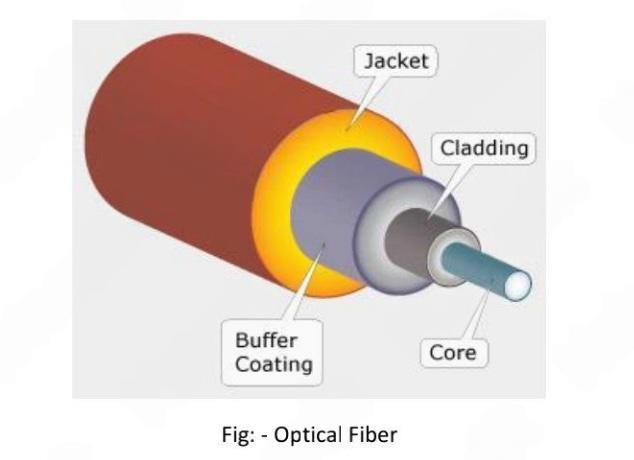 Jacket
Cladding
Buffer
Coating
Core
Fig: - Optical Fiber